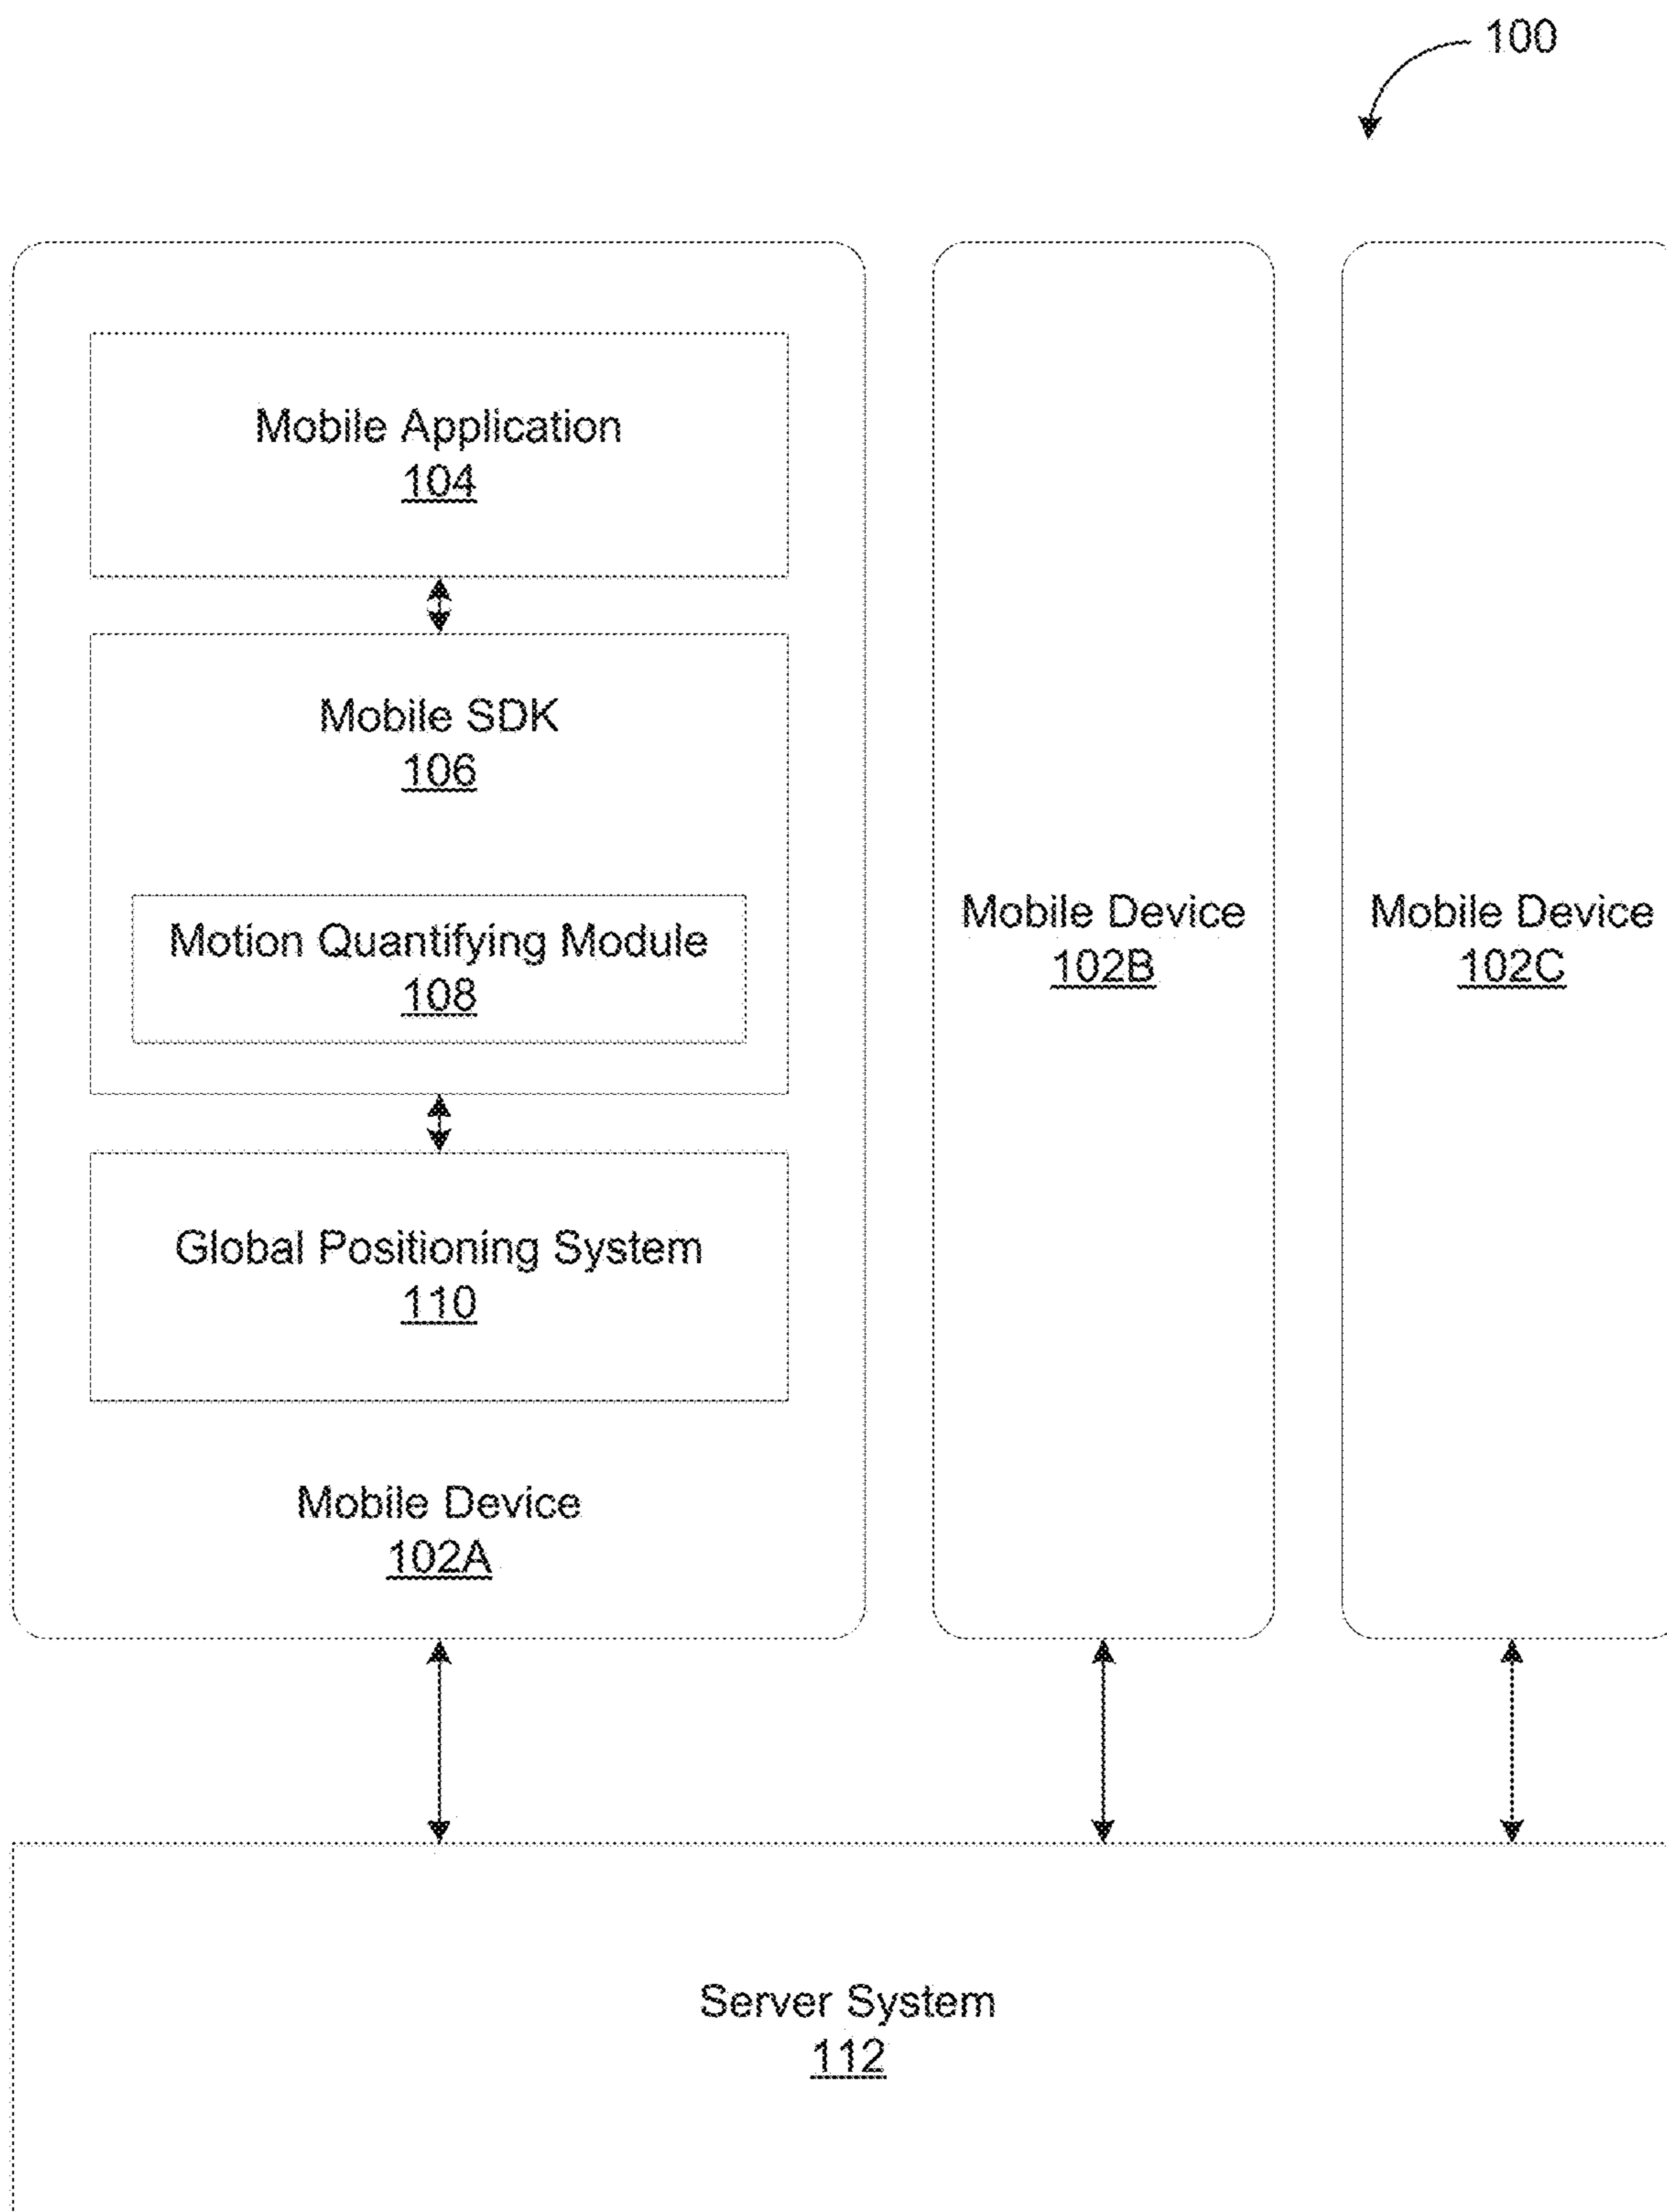 100
Mobile Application
104
Mobile SDK
106
Motion Quantifying Module
108
Global Positioning System
110
Mobile Device
102A
Mobile Device
102B
Mobile Device
102C
Server System
112